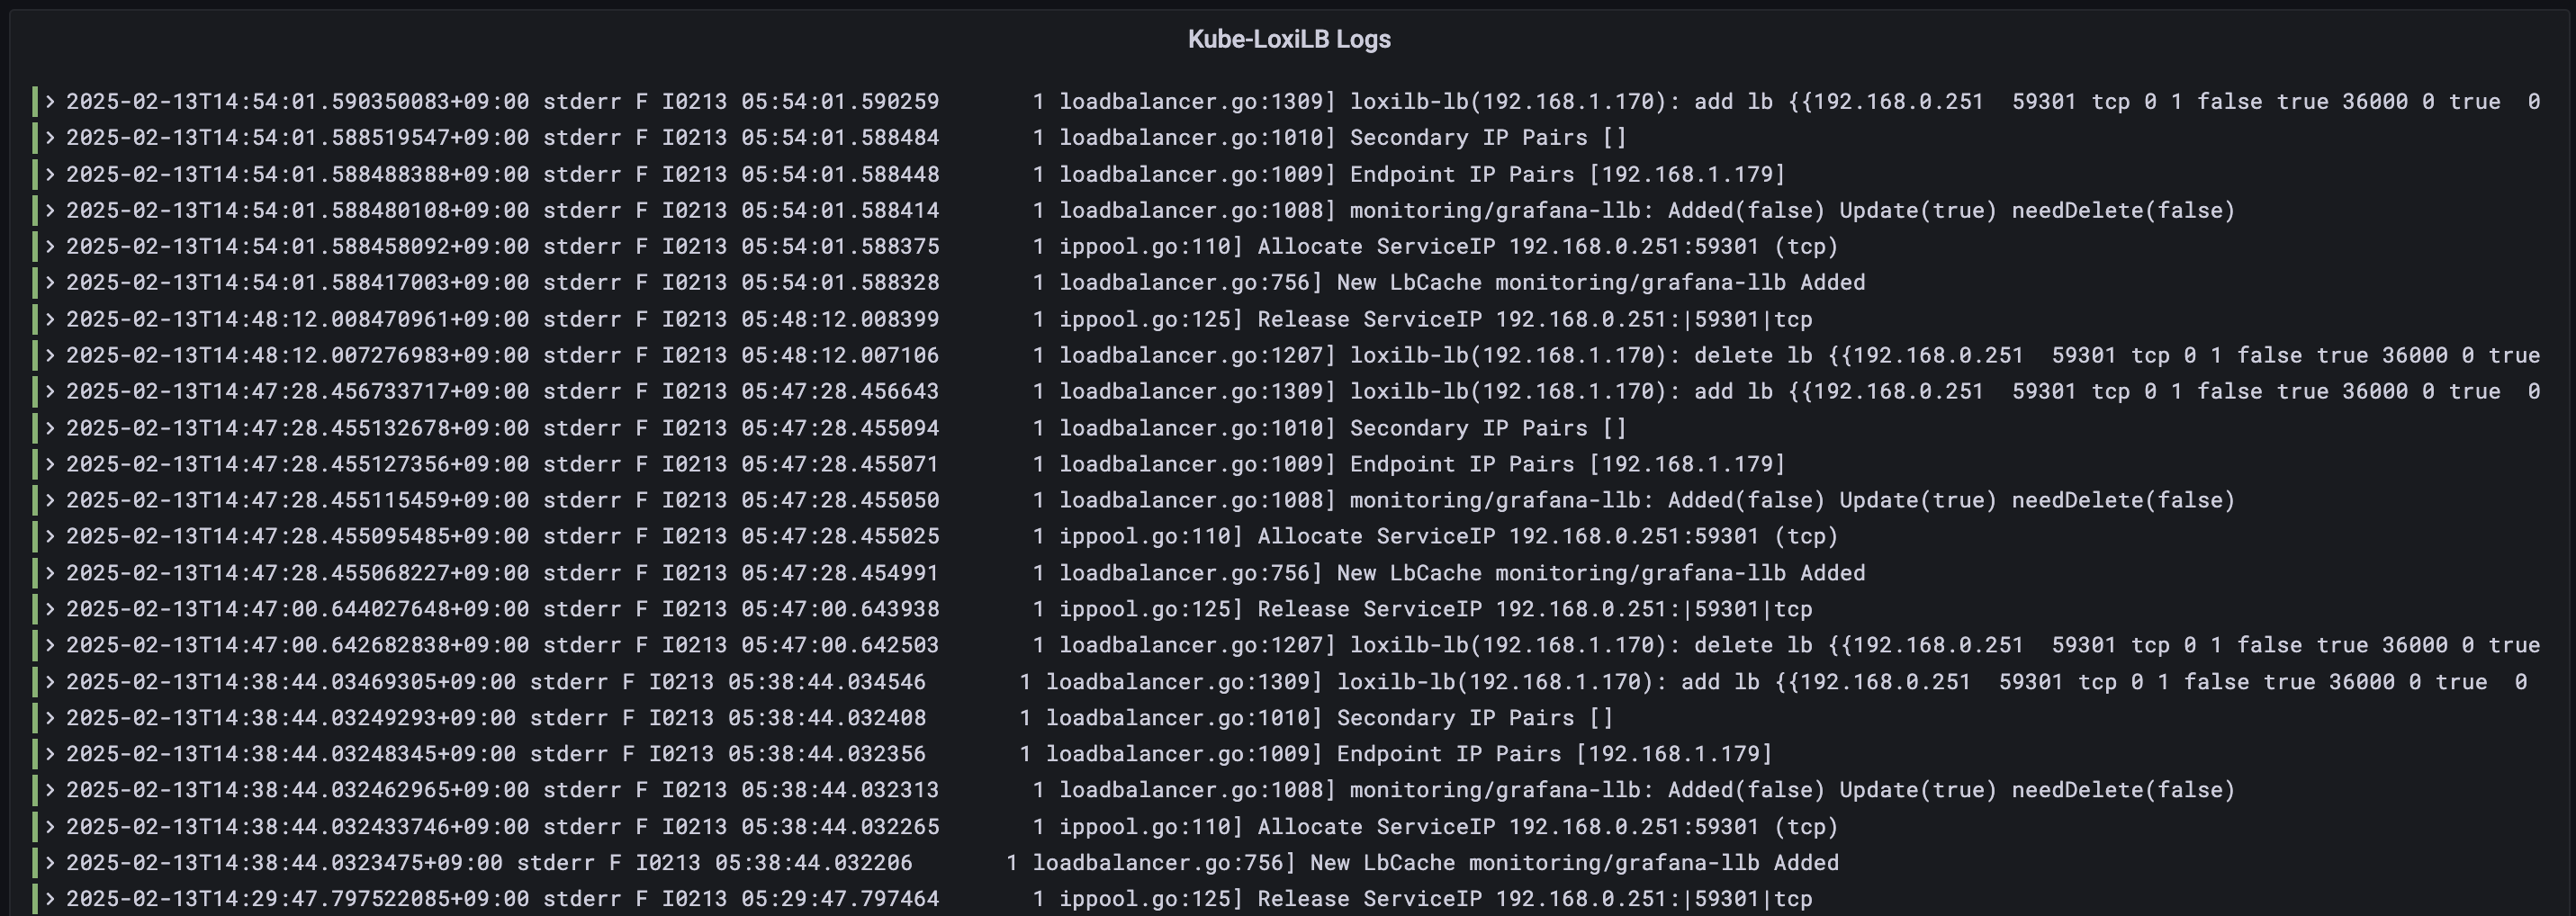 Kube-LoxiLB Logs
> 2025-02-13T14:54:01.590350083+09:00 stderr F I0213 05:54:01.590259       1 loadbalancer.go:1309] loxilb-lb(192.168.1.170): add lb {{192.168.0.251  59301 tcp 0 1 false true 36000 0 true  0
> 2025-02-13T14:54:01.588519547+09:00 stderr F I0213 05:54:01.588484       1 loadbalancer.go:1010] Secondary IP Pairs []
> 2025-02-13T14:54:01.588488388+09:00 stderr F I0213 05:54:01.588448       1 loadbalancer.go:1009] Endpoint IP Pairs [192.168.1.179]
> 2025-02-13T14:54:01.588480108+09:00 stderr F I0213 05:54:01.588414       1 loadbalancer.go:1008] monitoring/grafana-llb: Added(false) Update(true) needDelete(false)
> 2025-02-13T14:54:01.588458092+09:00 stderr F I0213 05:54:01.588375       1 ippool.go:110] Allocate ServiceIP 192.168.0.251:59301 (tcp)
> 2025-02-13T14:54:01.588417003+09:00 stderr F I0213 05:54:01.588328       1 loadbalancer.go:756] New LbCache monitoring/grafana-llb Added
> 2025-02-13T14:48:12.008470961+09:00 stderr F I0213 05:48:12.008399       1 ippool.go:125] Release ServiceIP 192.168.0.251:|59301|tcp
> 2025-02-13T14:48:12.007276983+09:00 stderr F I0213 05:48:12.007106       1 loadbalancer.go:1207] loxilb-lb(192.168.1.170): delete lb {{192.168.0.251  59301 tcp 0 1 false true 36000 0 true
> 2025-02-13T14:47:28.456733717+09:00 stderr F I0213 05:47:28.456643       1 loadbalancer.go:1309] loxilb-lb(192.168.1.170): add lb {{192.168.0.251  59301 tcp 0 1 false true 36000 0 true  0
> 2025-02-13T14:47:28.455132678+09:00 stderr F I0213 05:47:28.455094       1 loadbalancer.go:1010] Secondary IP Pairs []
> 2025-02-13T14:47:28.455127356+09:00 stderr F I0213 05:47:28.455071       1 loadbalancer.go:1009] Endpoint IP Pairs [192.168.1.179]
> 2025-02-13T14:47:28.455115459+09:00 stderr F I0213 05:47:28.455050       1 loadbalancer.go:1008] monitoring/grafana-llb: Added(false) Update(true) needDelete(false)
> 2025-02-13T14:47:28.455095485+09:00 stderr F I0213 05:47:28.455025       1 ippool.go:110] Allocate ServiceIP 192.168.0.251:59301 (tcp)
> 2025-02-13T14:47:28.455068227+09:00 stderr F I0213 05:47:28.454991       1 loadbalancer.go:756] New LbCache monitoring/grafana-llb Added
> 2025-02-13T14:47:00.644027648+09:00 stderr F I0213 05:47:00.643938       1 ippool.go:125] Release ServiceIP 192.168.0.251:|59301|tcp
> 2025-02-13T14:47:00.642682838+09:00 stderr F I0213 05:47:00.642503       1 loadbalancer.go:1207] loxilb-lb(192.168.1.170): delete lb {{192.168.0.251  59301 tcp 0 1 false true 36000 0 true
> 2025-02-13T14:38:44.03469305+09:00 stderr F I0213 05:38:44.034546       1 loadbalancer.go:1309] loxilb-lb(192.168.1.170): add lb {{192.168.0.251  59301 tcp 0 1 false true 36000 0 true  0
> 2025-02-13T14:38:44.03249293+09:00 stderr F I0213 05:38:44.032408       1 loadbalancer.go:1010] Secondary IP Pairs []
> 2025-02-13T14:38:44.03248345+09:00 stderr F I0213 05:38:44.032356       1 loadbalancer.go:1009] Endpoint IP Pairs [192.168.1.179]
> 2025-02-13T14:38:44.032462965+09:00 stderr F I0213 05:38:44.032313       1 loadbalancer.go:1008] monitoring/grafana-llb: Added(false) Update(true) needDelete(false)
> 2025-02-13T14:38:44.032433746+09:00 stderr F I0213 05:38:44.032265       1 ippool.go:110] Allocate ServiceIP 192.168.0.251:59301 (tcp)
> 2025-02-13T14:38:44.0323475+09:00 stderr F I0213 05:38:44.032206       1 loadbalancer.go:756] New LbCache monitoring/grafana-llb Added
> 2025-02-13T14:29:47.797522085+09:00 stderr F I0213 05:29:47.797464       1 ippool.go:125] Release ServiceIP 192.168.0.251:|59301|tcp